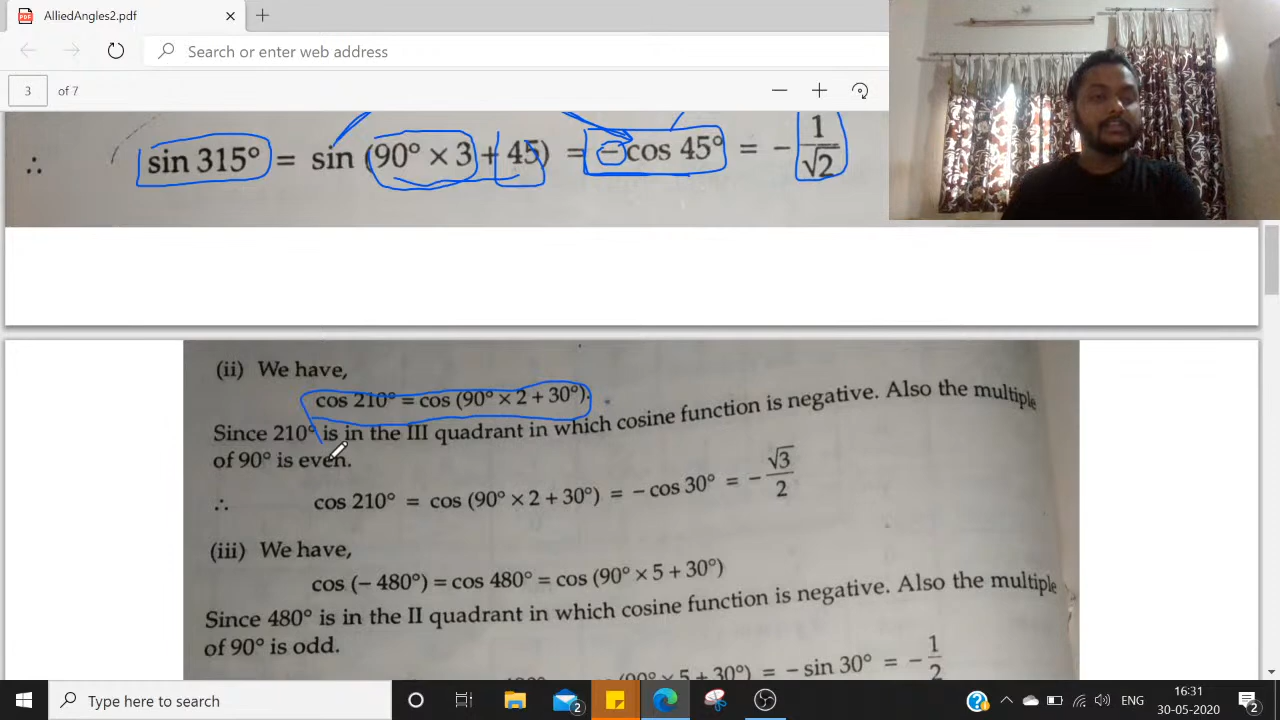 AlliedAngles2.pdf
Search or enter web address
3 of 7
∴ sin 315° = sin (90° × 3 + 45) = − cos 45° = − 1/√2
(ii) We have,
cos 210° = cos (90° × 2 + 30°).
Since 210° is in the III quadrant in which cosine function is negative. Also the multiple
of 90° is even.
∴ cos 210° = cos (90° × 2 + 30°) = − cos 30° = − √3/2
(iii) We have,
cos (− 480°) = cos 480° = cos (90° × 5 + 30°)
Since 480° is in the II quadrant in which cosine function is negative. Also the multiple
of 90° is odd.
(90° × 5 + 30°) = − sin 30° = − 1/2
Type here to search
2
ENG
16:31
30-05-2020
2